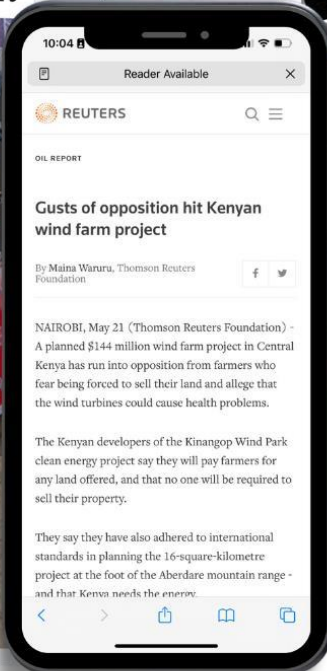 10:04
Reader Available
REUTERS
OIL REPORT
Gusts of opposition hit Kenyan
wind farm project
By Maina Waruru, Thomson Reuters
Foundation
NAIROBI, May 21 (Thomson Reuters Foundation) -
A planned $144 million wind farm project in Central
Kenya has run into opposition from farmers who
fear being forced to sell their land and allege that
the wind turbines could cause health problems.
The Kenyan developers of the Kinangop Wind Park
clean energy project say they will pay farmers for
any land offered, and that no one will be required to
sell their property.
They say they have also adhered to international
standards in planning the 16-square-kilometre
project at the foot of the Aberdare mountain range -
and that Kenya needs the energy.